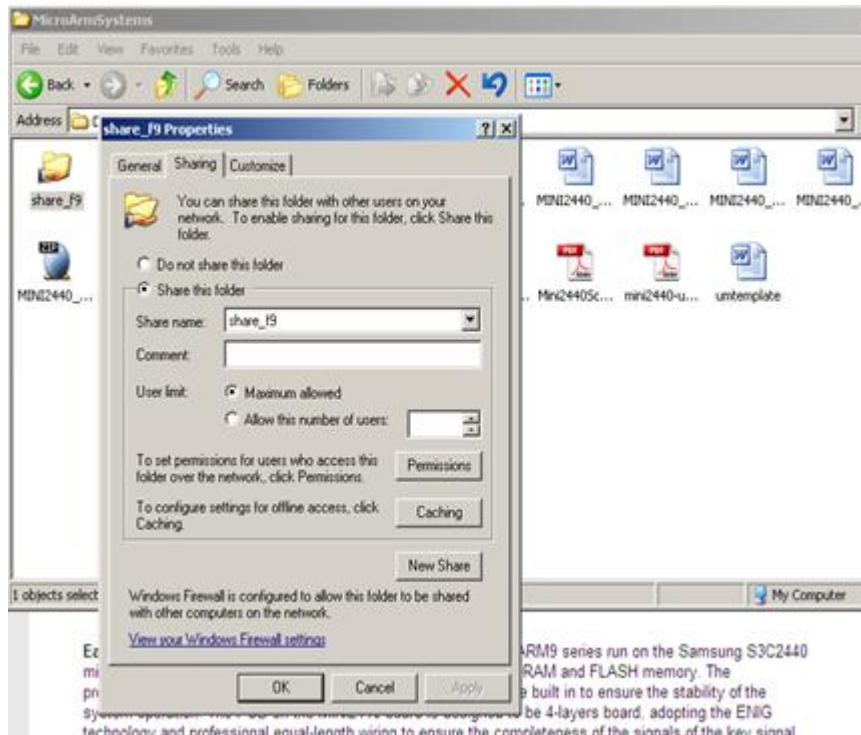 MicroArmSystems
File Edit View Favorites Tools Help
Back Search Folders
Address
share_f9 Properties
General Sharing Customize
share_f9
You can share this folder with other users on your
network. To enable sharing for this folder, click Share this
folder.
MINI2440_... MINI2440_... MINI2440_... MINI2440_...
Do not share this folder
ZIP
MINI2440_...
Share this folder
Mini2440Sc... mini2440-u... umtemplate
Share name: share_f9
Comment:
User limit: Maximum allowed
Allow this number of users:
To set permissions for users who access this
folder over the network, click Permissions.
Permissions
To configure settings for offline access, click
Caching.
Caching
New Share
1 objects select
My Computer
Windows Firewall is configured to allow this folder to be shared
with other computers on the network.
View your Windows Firewall settings
ARM9 series run on the Samsung S3C2440
RAM and FLASH memory. The
OK Cancel Apply
built in to ensure the stability of the
be 4-layers board, adopting the ENIG
technology and professional equal-length wiring to ensure the completeness of the signals of the key signal